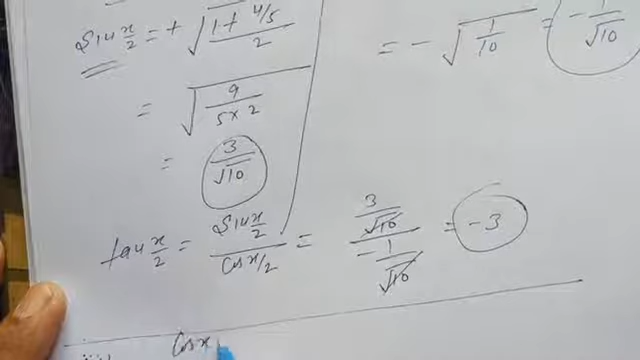 Sin x/2 = + √(1 + 4/5 / 2)
= √(9 / 5×2)
= 3/√10
= - √(1/10) = - 1/√10
tan x/2 = Sin x/2 / Cos x/2 = 3/√10 / - 1/√10 = -3
Cos x